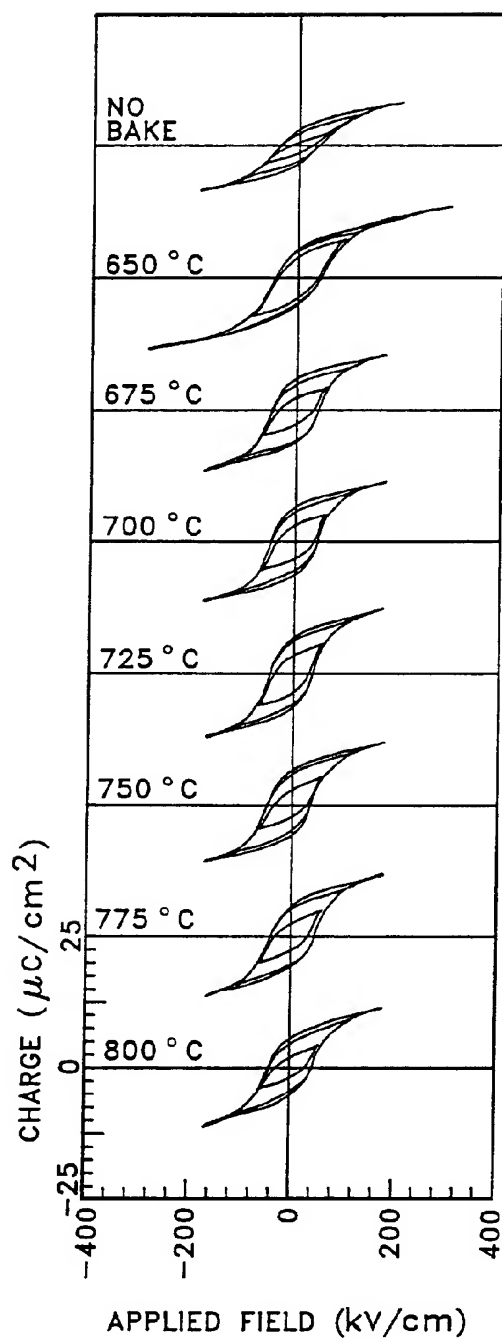 NO
BAKE
650 °C
675 °C
700 °C
725 °C
750 °C
775 °C
800 °C
CHARGE (μC/cm²)
25
0
-25
-400
-200
0
200
400
APPLIED FIELD (kV/cm)